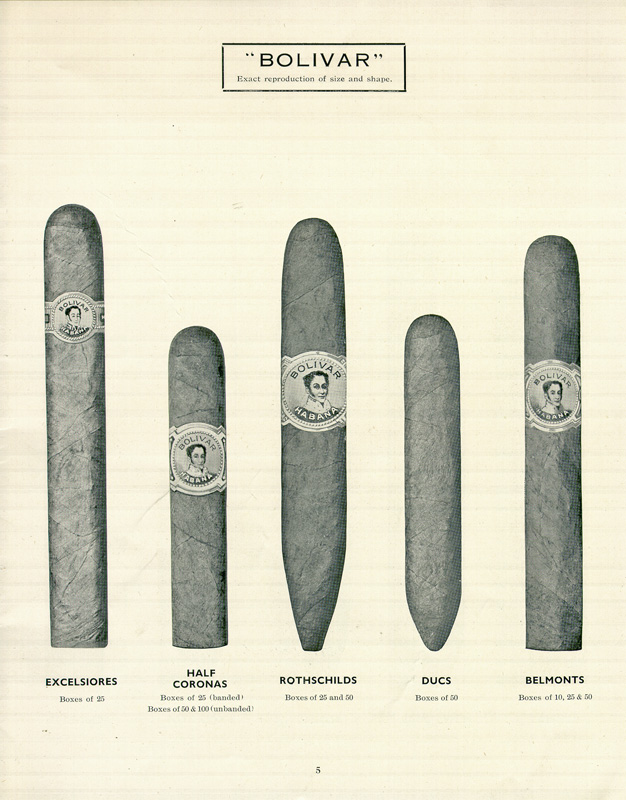 “BOLIVAR”
Exact reproduction of size and shape.
BOLIVAR
HABANA
BOLIVAR
HABANA
BOLIVAR
HABANA
BOLIVAR
HABANA
EXCELSIORES
Boxes of 25
HALF
CORONAS
Boxes of 25 (banded)
Boxes of 50 & 100 (unbanded)
ROTHSCHILDS
Boxes of 25 and 50
DUCS
Boxes of 50
BELMONTS
Boxes of 10, 25 & 50
5